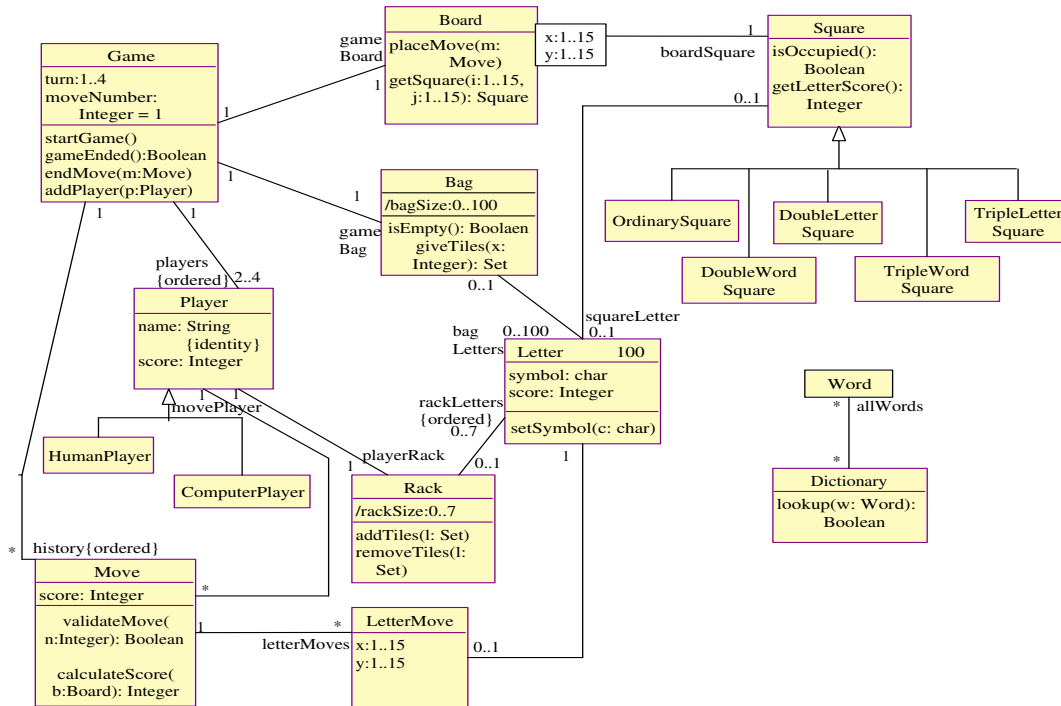 Game
turn:1..4
moveNumber:
Integer = 1
startGame()
gameEnded():Boolean
endMove(m:Move)
addPlayer(p:Player)
game
Board
1
1
Board
placeMove(m:
Move)
getSquare(i:1..15,
j:1..15): Square
x:1..15
y:1..15
1
boardSquare
Square
isOccupied():
Boolean
getLetterScore():
Integer
0..1
1
1
game
Bag
Bag
/bagSize:0..100
isEmpty(): Boolaen
giveTiles(x:
Integer): Set
0..1
OrdinarySquare
DoubleLetter
Square
TripleLetter
Square
DoubleWord
Square
TripleWord
Square
1
1
players
{ordered}
2..4
Player
name: String
{identity}
score: Integer
1
1
movePlayer
HumanPlayer
ComputerPlayer
squareLetter
0..1
bag
Letters
0..100
Letter 100
symbol: char
score: Integer
setSymbol(c: char)
rackLetters
{ordered}
0..7
0..1
1
playerRack
1
Rack
/rackSize:0..7
addTiles(l: Set)
removeTiles(l:
Set)
Word
*
allWords
*
Dictionary
lookup(w: Word):
Boolean
*
history{ordered}
Move
score: Integer
validateMove(
n:Integer): Boolean
calculateScore(
b:Board): Integer
*
1
letterMoves
*
LetterMove
x:1..15
y:1..15
0..1